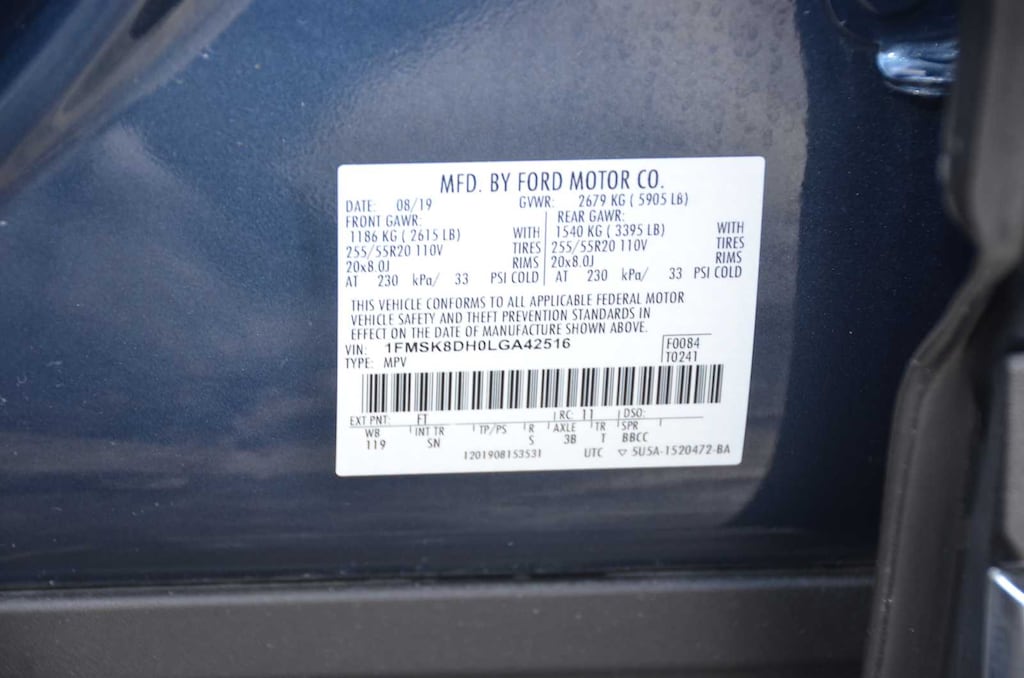 MFD. BY FORD MOTOR CO.
DATE: 08/19 GVWR: 2679 KG ( 5905 LB)
FRONT GAWR: REAR GAWR:
1186 KG ( 2615 LB) WITH 1540 KG ( 3395 LB) WITH
255/55R20 110V TIRES 255/55R20 110V TIRES
20x8.0J RIMS 20x8.0J RIMS
AT 230 kPa/ 33 PSI COLD AT 230 kPa/ 33 PSI COLD
THIS VEHICLE CONFORMS TO ALL APPLICABLE FEDERAL MOTOR
VEHICLE SAFETY AND THEFT PREVENTION STANDARDS IN
EFFECT ON THE DATE OF MANUFACTURE SHOWN ABOVE.
VIN: 1FMSK8DH0LGA42516 F0084
TYPE: MPV T0241
EXT PNT: FT RC: 11 DSO:
WB INT TR TP/PS R AXLE TR SPR
119 SN S 3B T BBCC
1201908153531 UTC ▽ 5U5A-1520472-BA